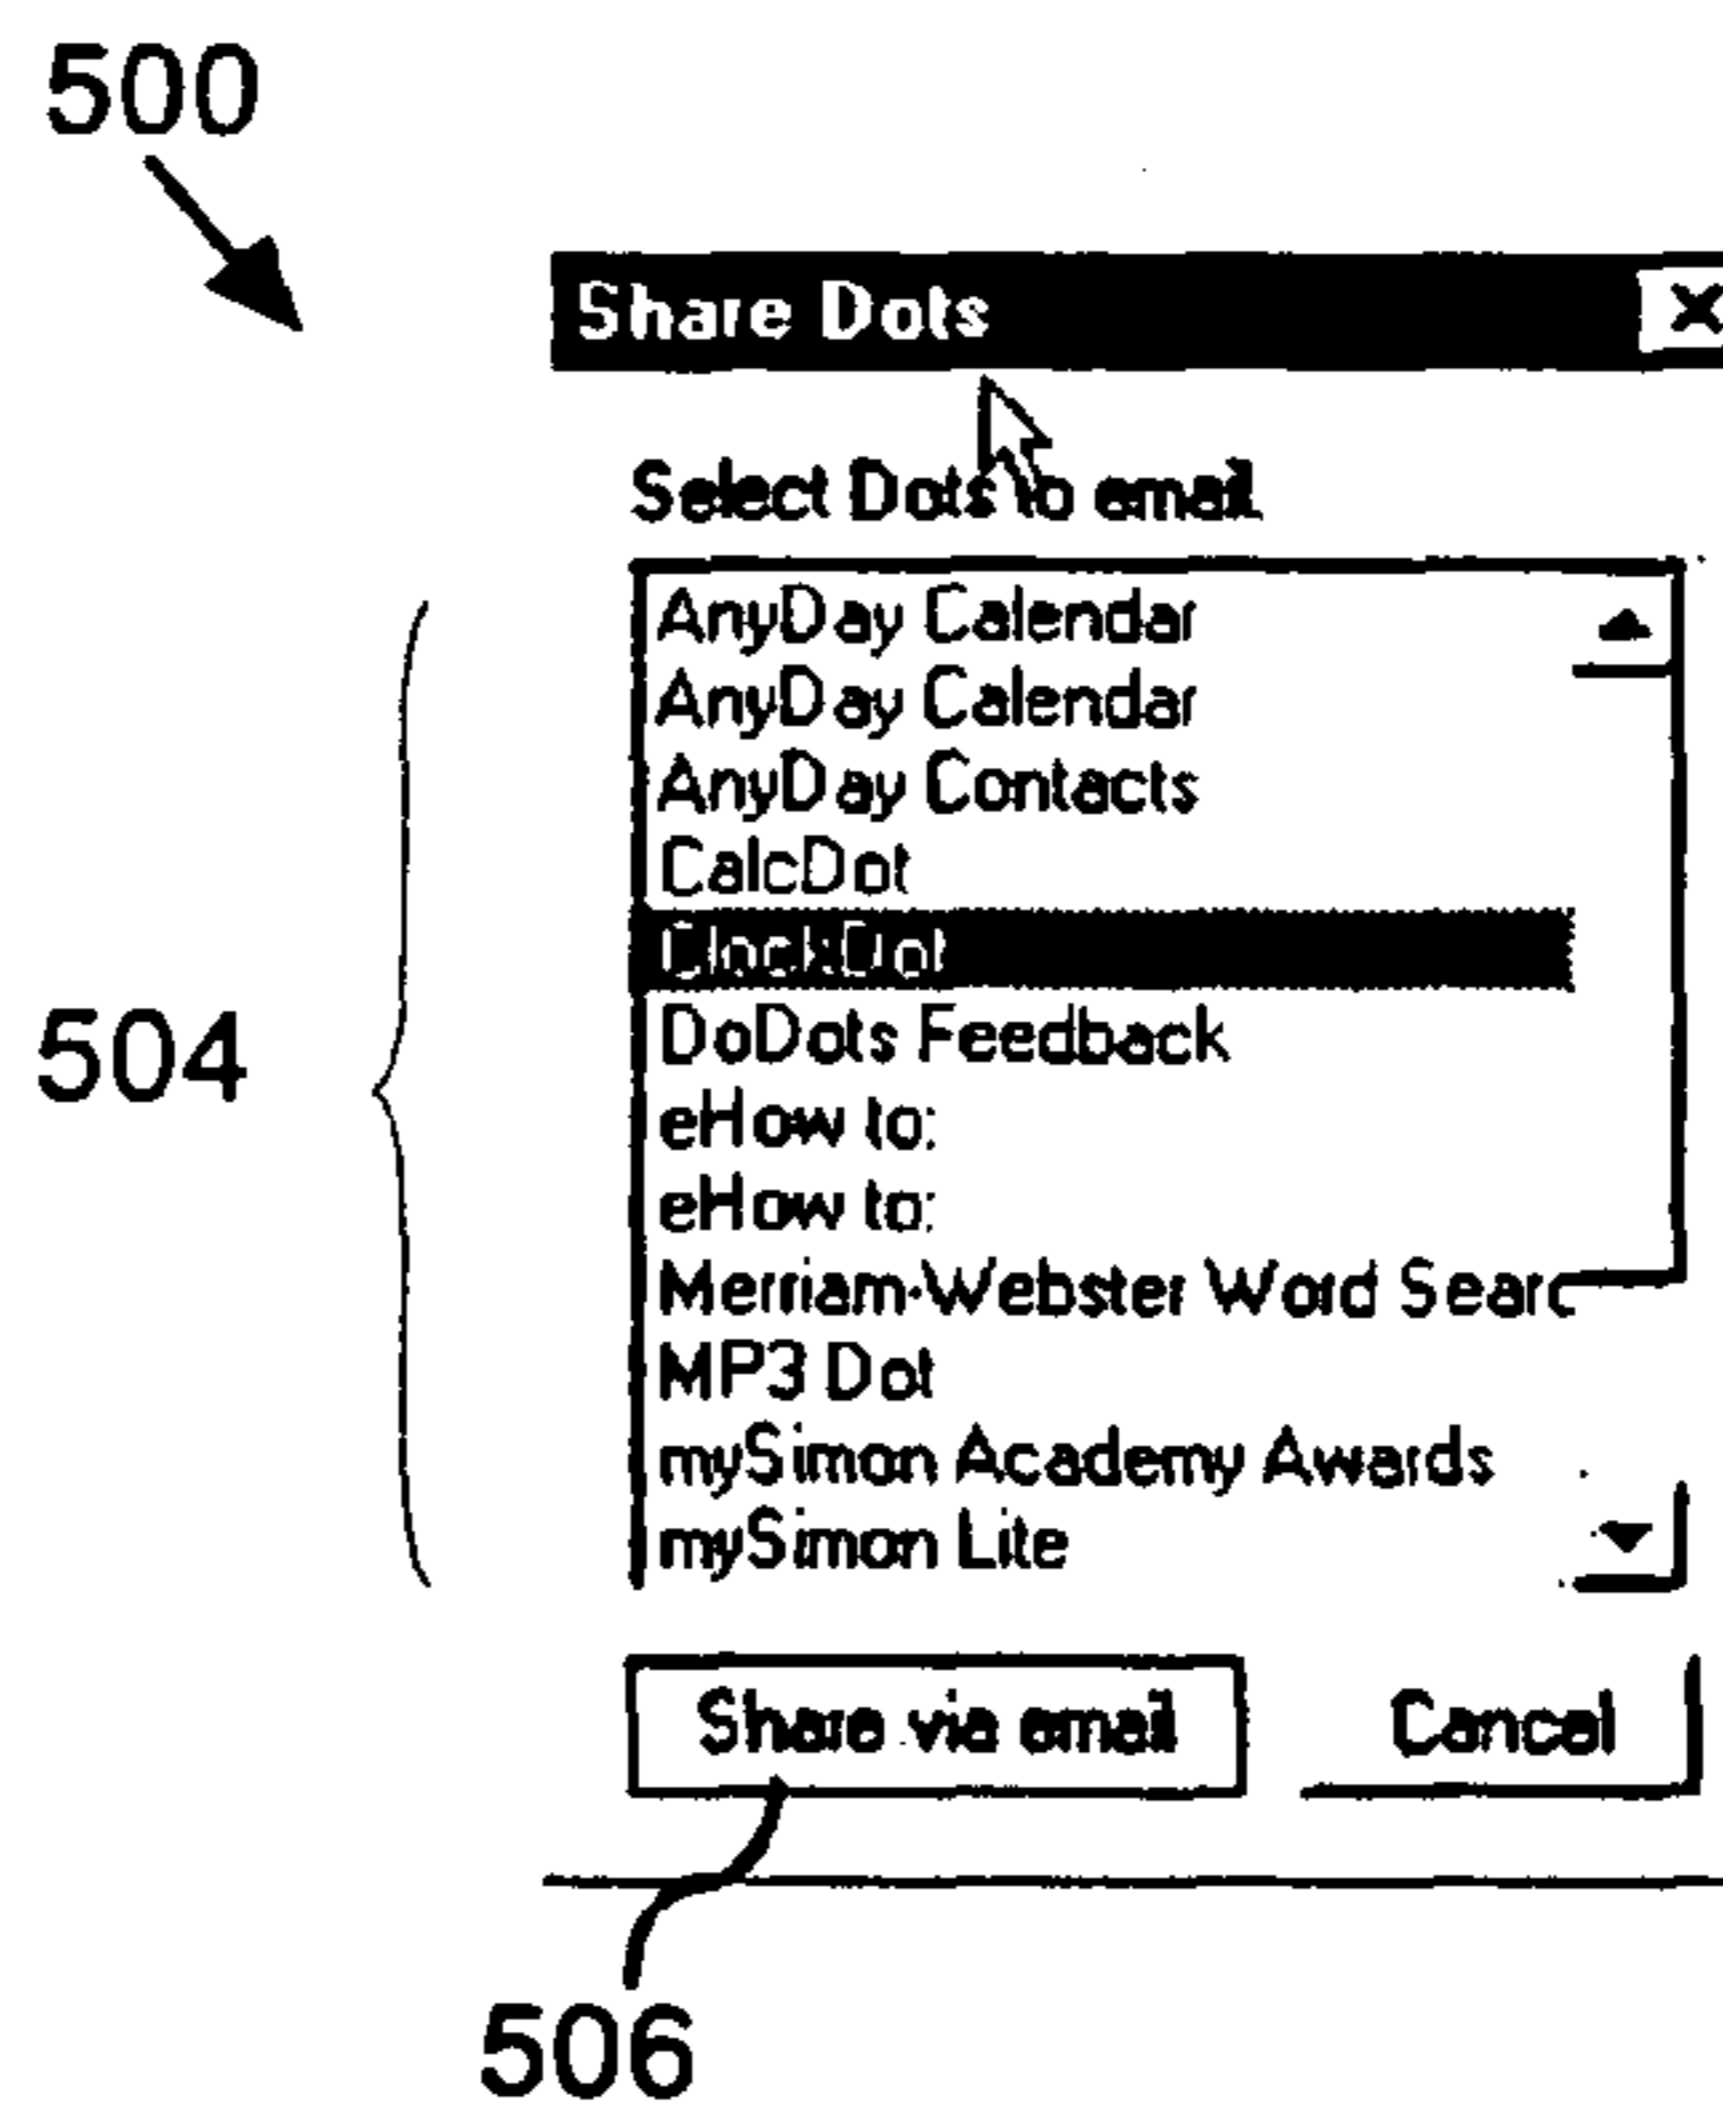 500
Share Dots
Select Dots to email
AnyDay Calendar
AnyDay Calendar
AnyDay Contacts
CalcDot
ClockDot
DoDots Feedback
504
eHow to:
eHow to:
Merriam-Webster Word Searc
MP3 Dot
mySimon Academy Awards
mySimon Lite
Share via email Cancel
506